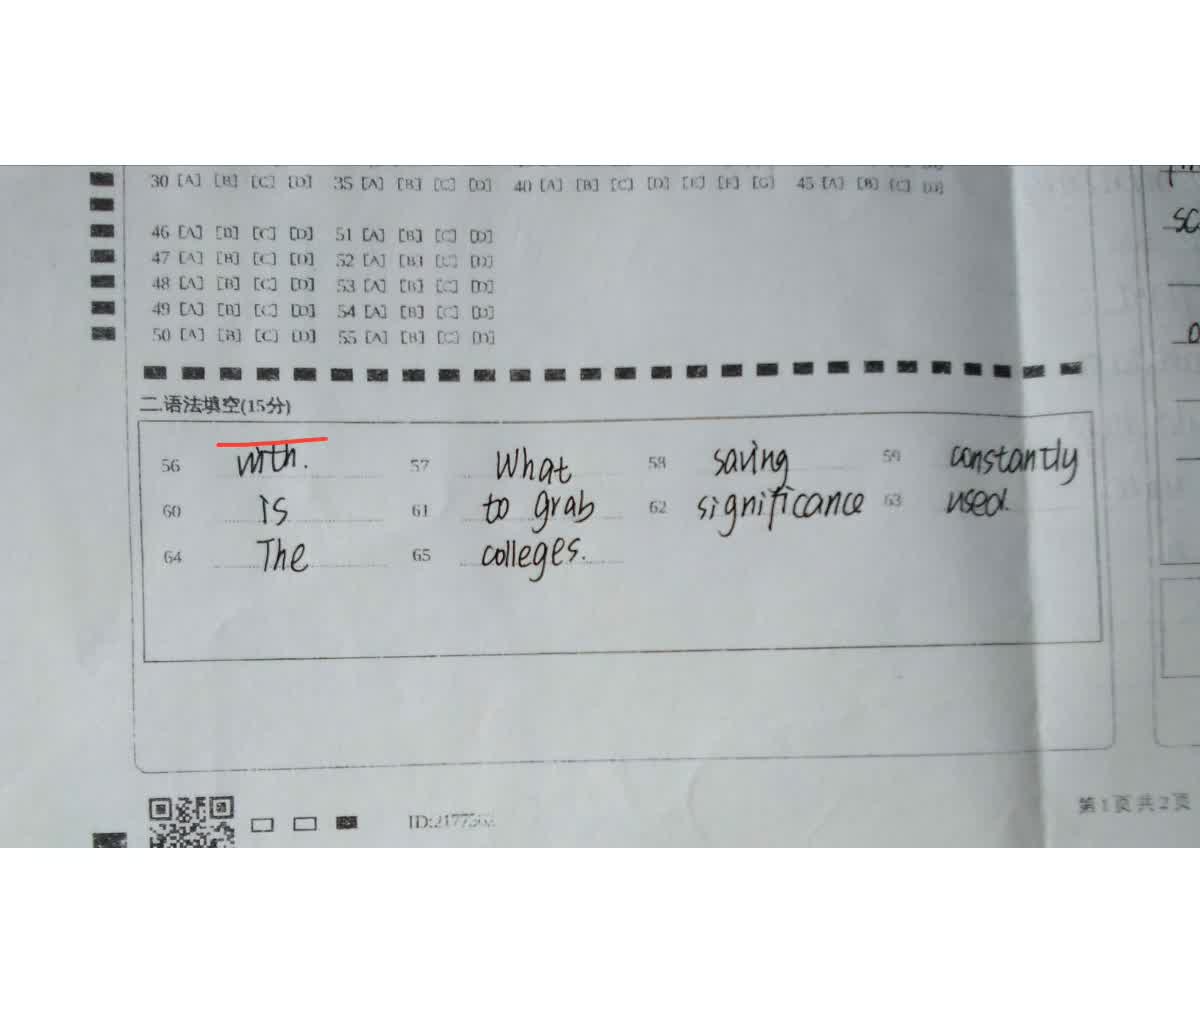 30 [A] [B] [C] [D] 35 [A] [B] [C] [D] 40 [A] [B] [C] [D] [E] [F] [G] 45 [A] [B] [C] [D]
46 [A] [B] [C] [D] 51 [A] [B] [C] [D]
47 [A] [B] [C] [D] 52 [A] [B] [C] [D]
48 [A] [B] [C] [D] 53 [A] [B] [C] [D]
49 [A] [B] [C] [D] 54 [A] [B] [C] [D]
50 [A] [B] [C] [D] 55 [A] [B] [C] [D]
二.语法填空(15分)
56 with. 57 What 58 saving 59 constantly
60 is 61 to grab 62 significance 63 used.
64 The 65 colleges.
第1页共2页